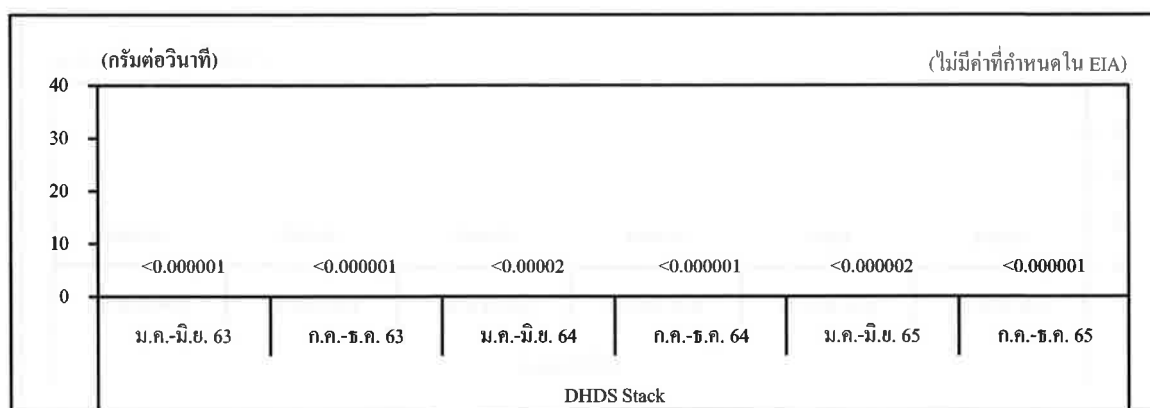 (กรัมต่อวินาที)
(ไม่มีค่าที่กำหนดใน EIA)
40
30
20
10
0
<0.000001 <0.000001 <0.00002 <0.000001 <0.000002 <0.000001
ม.ค.-มิ.ย. 63 ก.ค.-ธ.ค. 63 ม.ค.-มิ.ย. 64 ก.ค.-ธ.ค. 64 ม.ค.-มิ.ย. 65 ก.ค.-ธ.ค. 65
DHDS Stack